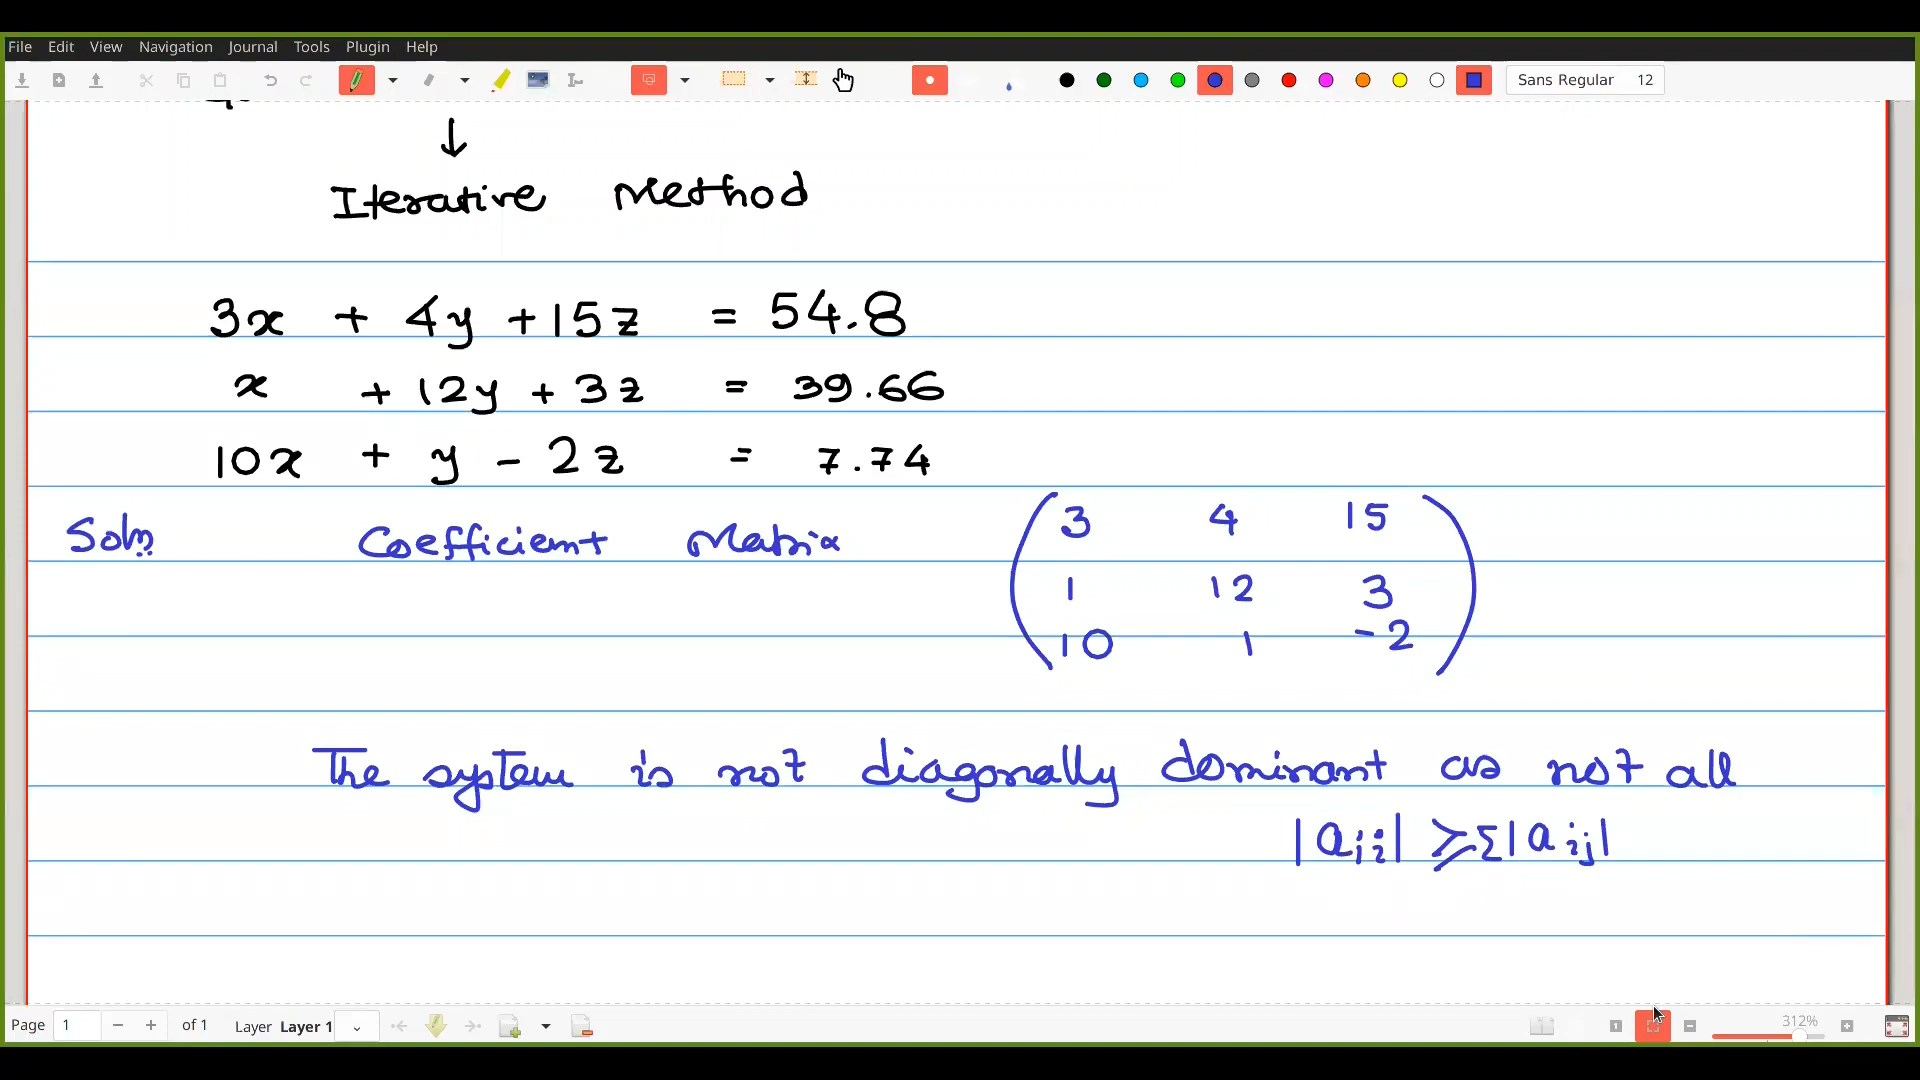 File Edit View Navigation Journal Tools Plugin Help
Sans Regular 12
↓
Iterative Method
3x + 4y + 15z = 54.8
x + 12y + 3z = 39.66
10x + y - 2z = 7.74
Soln Coefficient Matrix
3 4 15
1 12 3
10 1 -2
The system is not diagonally dominant as not all
|aii| ≥ Σ|aij|
Page 1 of 1 Layer Layer 1 312%